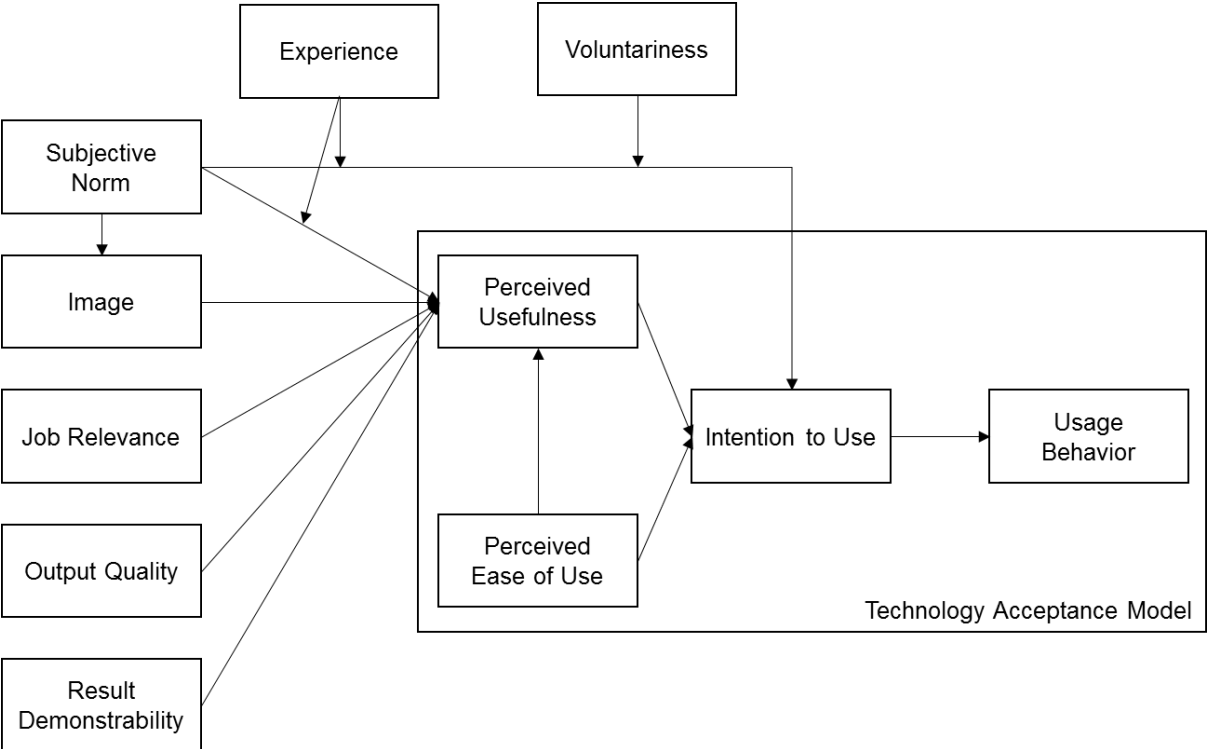 Experience
Voluntariness
Subjective
Norm
Image
Perceived
Usefulness
Job Relevance
Intention to Use
Usage
Behavior
Output Quality
Perceived
Ease of Use
Technology Acceptance Model
Result
Demonstrability